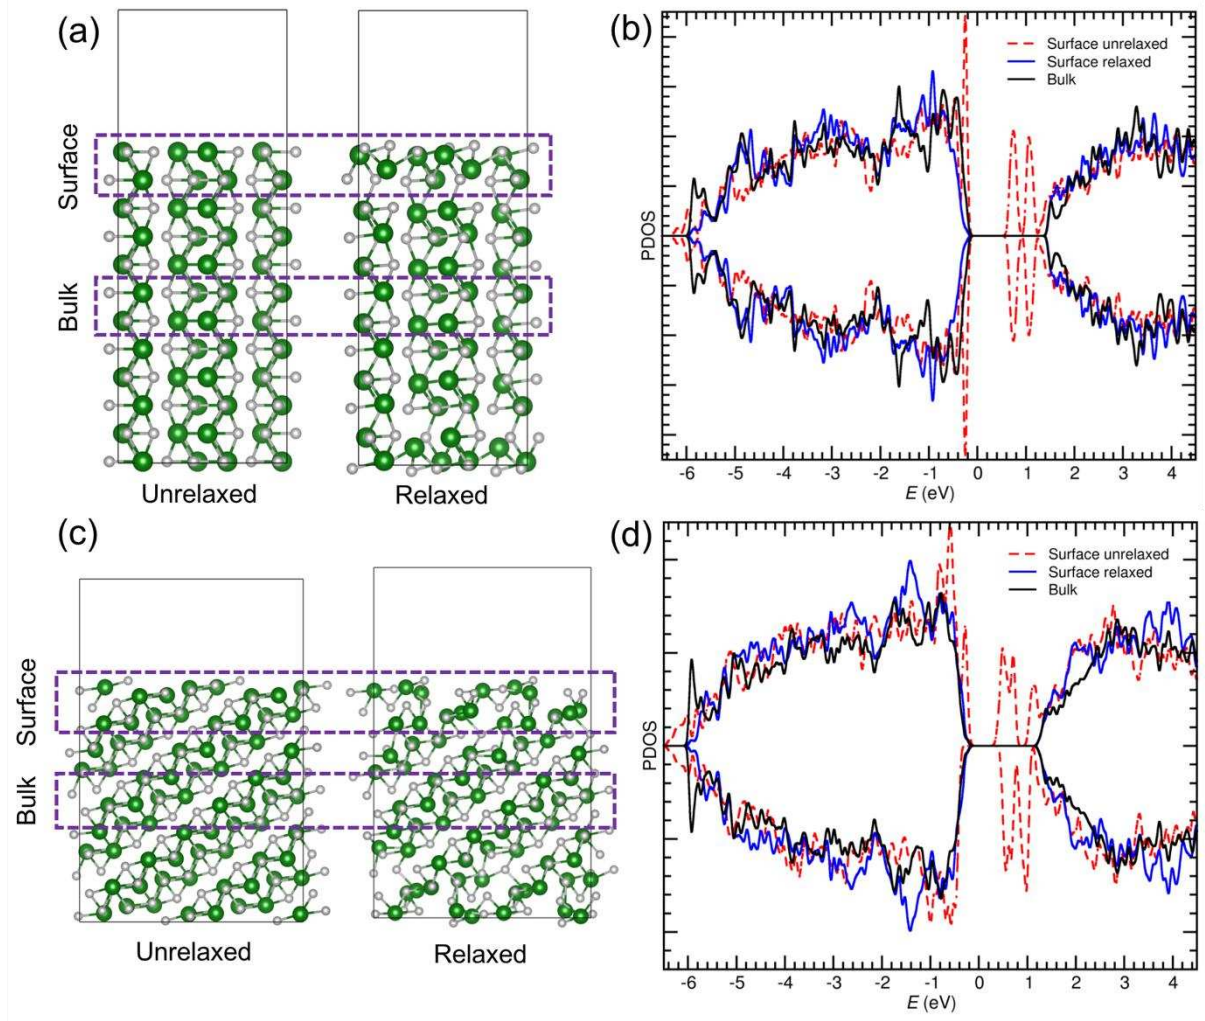 (a)
Surface
Bulk
Unrelaxed
Relaxed
(b)
Surface unrelaxed
Surface relaxed
Bulk
PDOS
-6 -5 -4 -3 -2 -1 0 1 2 3 4
E (eV)
(c)
Surface
Bulk
Unrelaxed
Relaxed
(d)
Surface unrelaxed
Surface relaxed
Bulk
PDOS
-6 -5 -4 -3 -2 -1 0 1 2 3 4
E (eV)